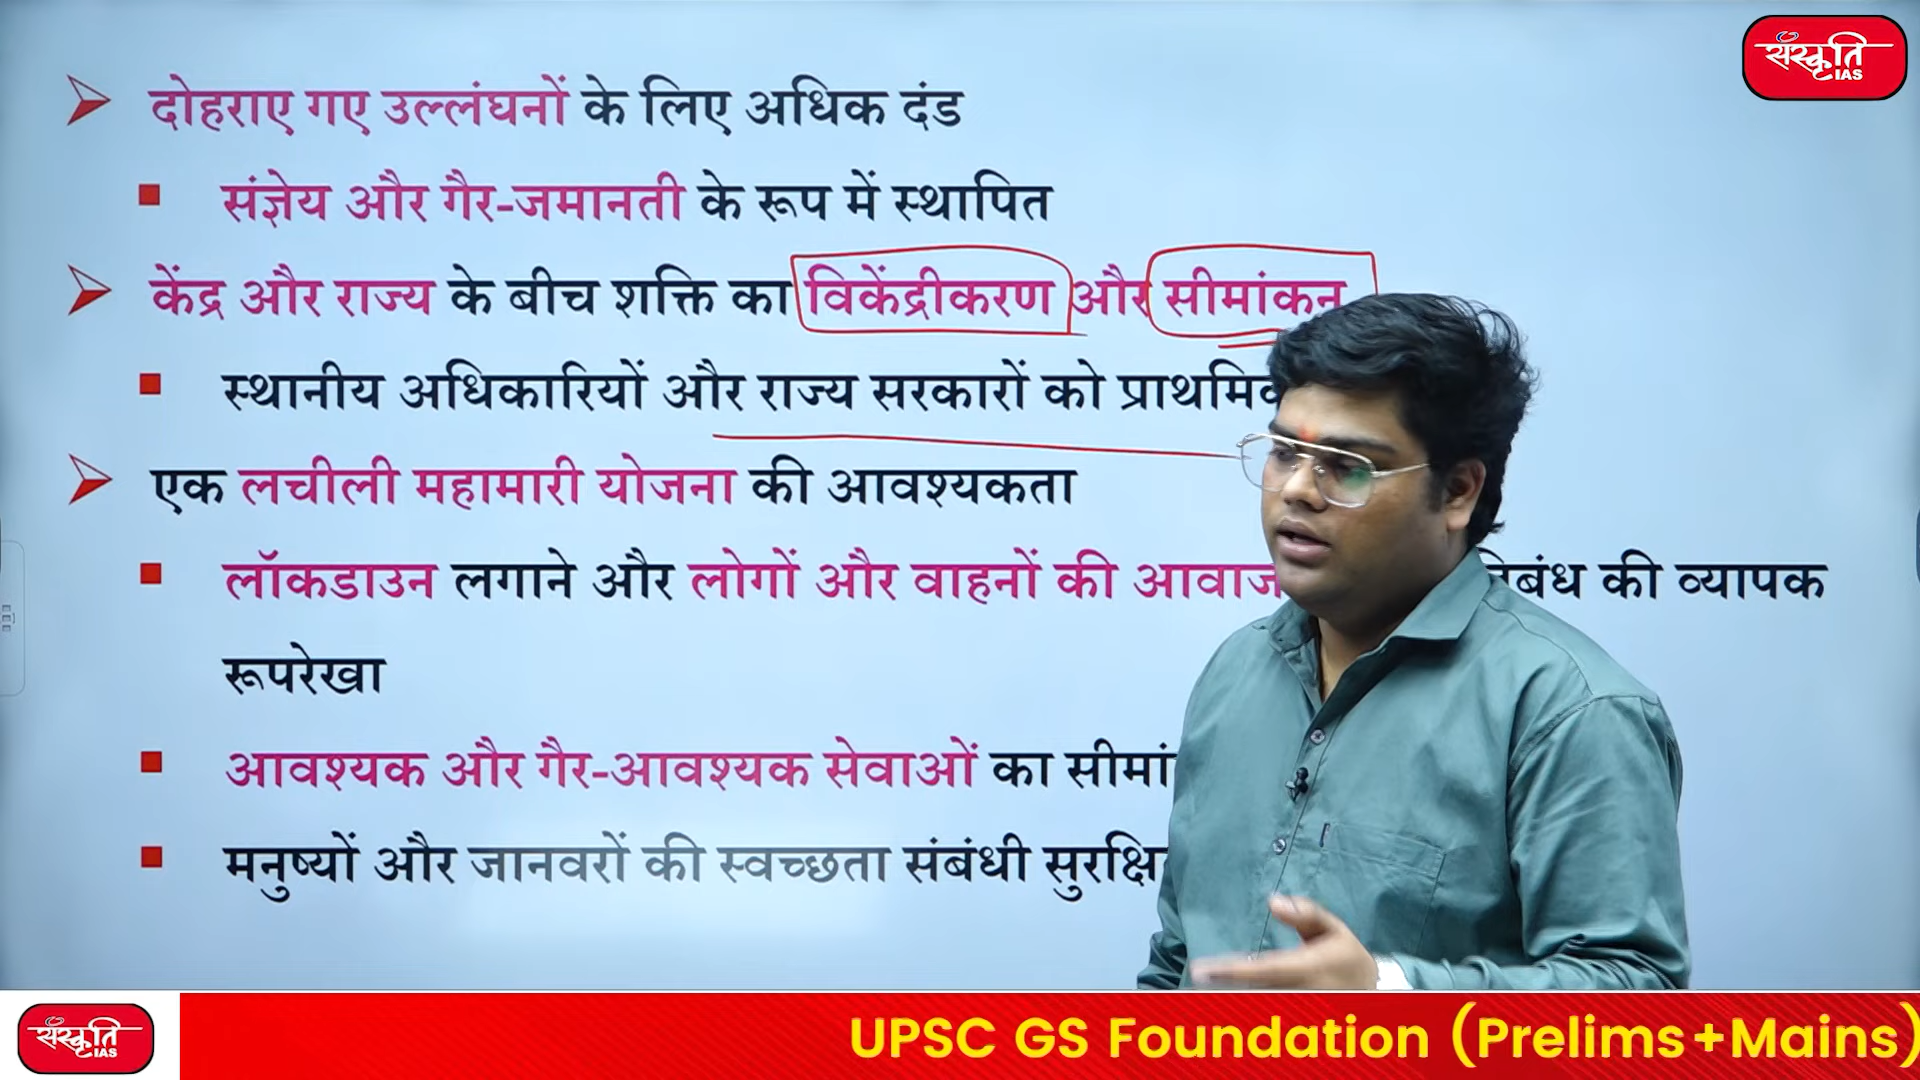 संस्कृति
IAS
दोहराए गए उल्लंघनों के लिए अधिक दंड
संज्ञेय और गैर-जमानती के रूप में स्थापित
केंद्र और राज्य के बीच शक्ति का विकेंद्रीकरण और सीमांकन
स्थानीय अधिकारियों और राज्य सरकारों को
एक लचीली महामारी योजना की आवश्यकता
लॉकडाउन लगाने और लोगों और वाहनों की की व्यापक
रूपरेखा
आवश्यक और गैर-आवश्यक सेवाओं का
मनुष्यों और जानवरों की स्वच्छता संबंधी
संस्कृति
IAS
UPSC GS Foundation (Prelims+Mains)